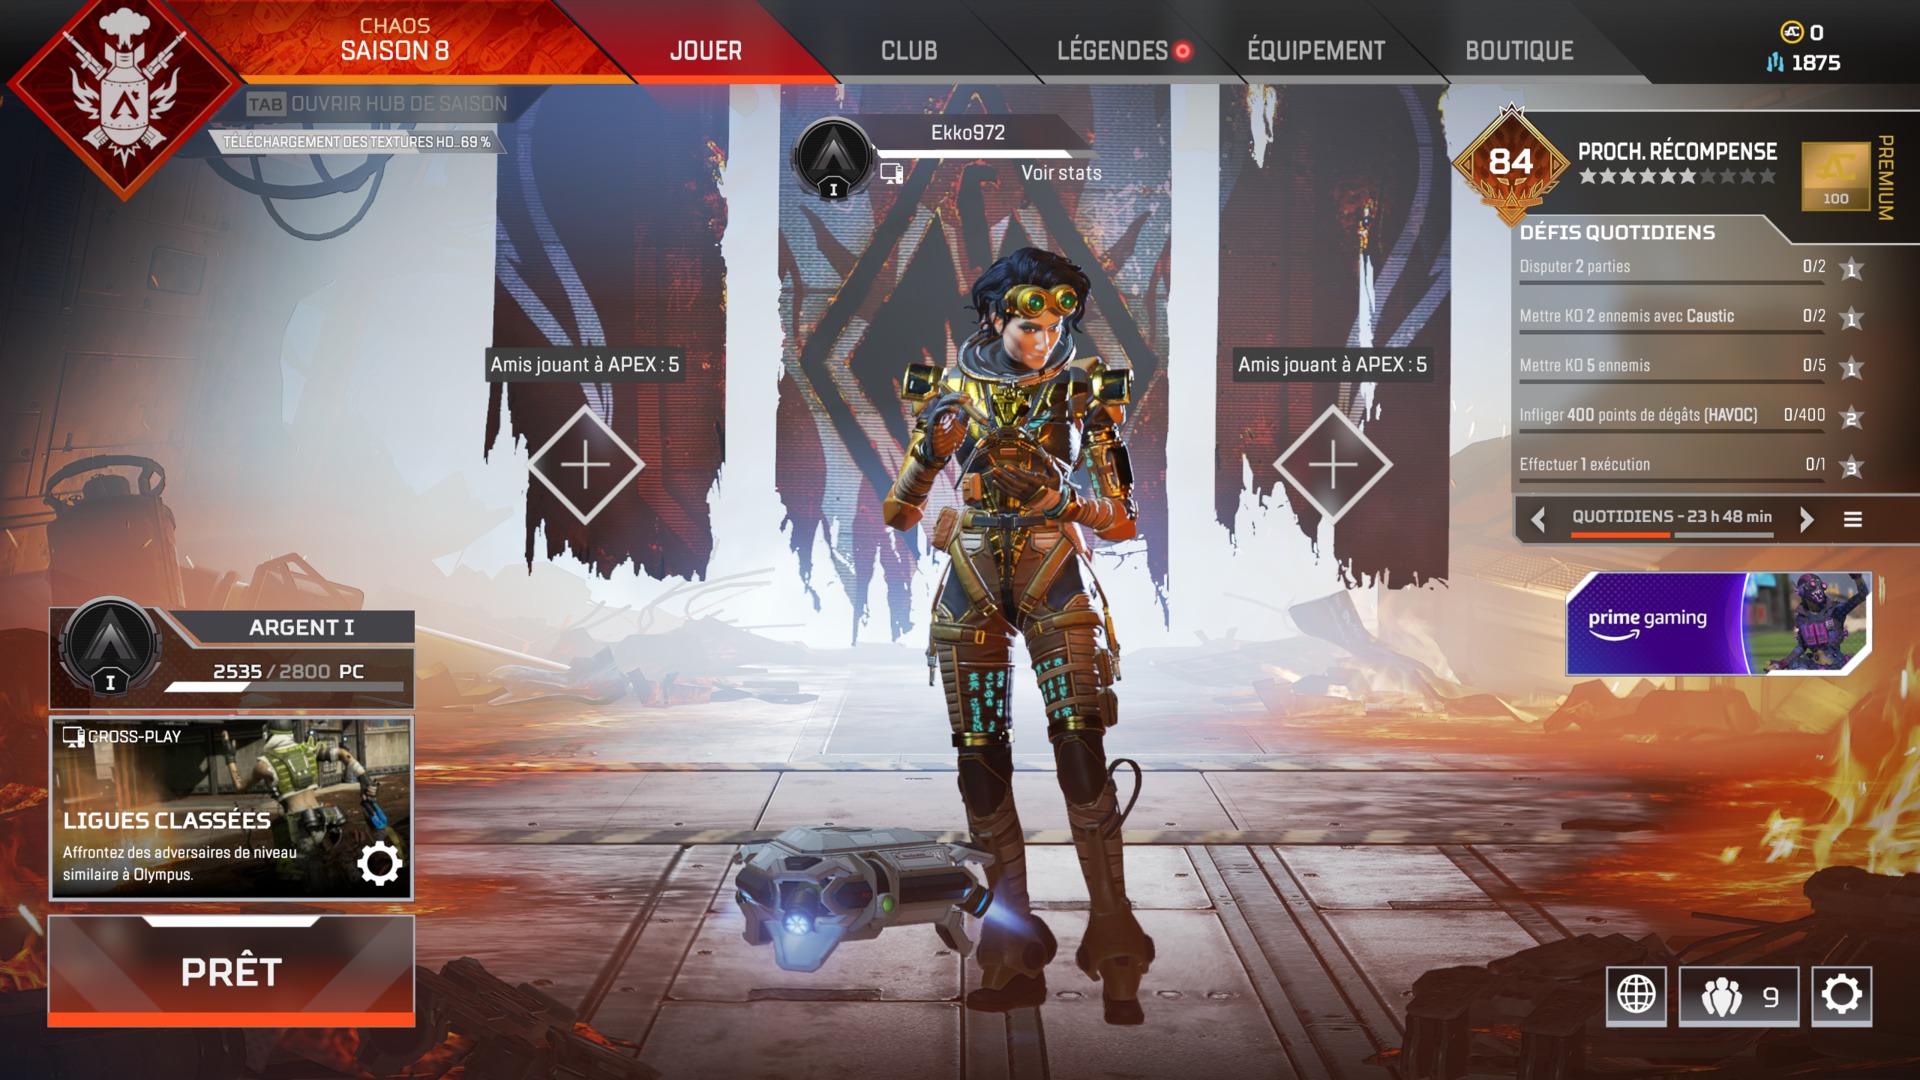 CHAOS
SAISON 8
JOUER
CLUB
LÉGENDES
ÉQUIPEMENT
BOUTIQUE
0
1875
TAB OUVRIR HUB DE SAISON
TÉLÉCHARGEMENT DES TEXTURES HD…69 %
Ekko972
I
Voir stats
84
PROCH. RÉCOMPENSE
100
PREMIUM
DÉFIS QUOTIDIENS
Disputer 2 parties 0/2 1
Mettre KO 2 ennemis avec Caustic 0/2 1
Mettre KO 5 ennemis 0/5 1
Infliger 400 points de dégâts (HAVOC) 0/400 2
Effectuer 1 exécution 0/1 3
QUOTIDIENS - 23 h 48 min
Amis jouant à APEX : 5
Amis jouant à APEX : 5
prime gaming
ARGENT I
2535 / 2800 PC
I
CROSS-PLAY
LIGUES CLASSÉES
Affrontez des adversaires de niveau
similaire à Olympus.
PRÊT
9